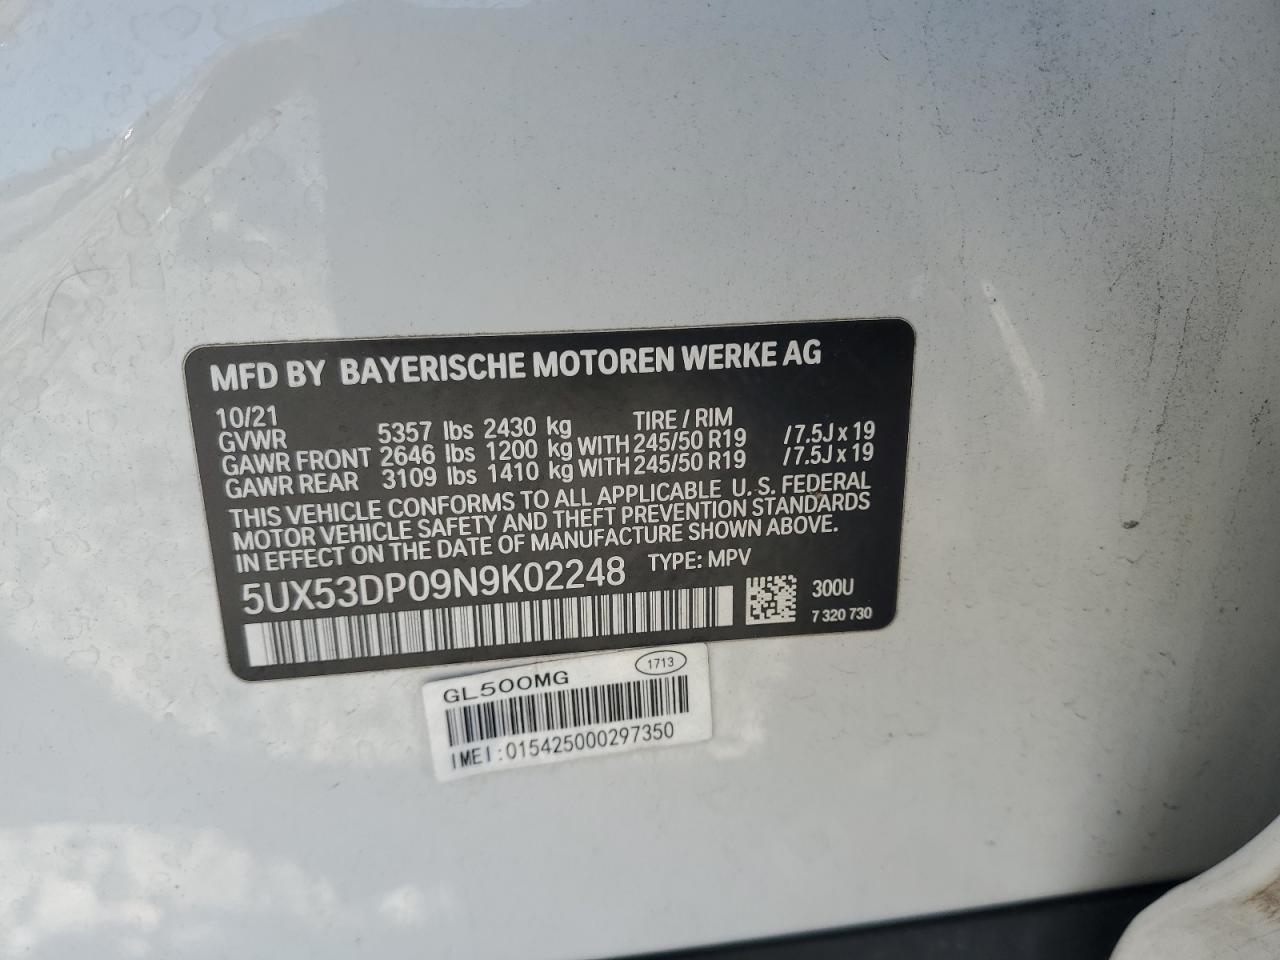 MFD BY BAYERISCHE MOTOREN WERKE AG
10/21 TIRE / RIM
GVWR 5357 lbs 2430 kg
GAWR FRONT 2646 lbs 1200 kg WITH 245/50 R19 /7.5J x 19
GAWR REAR 3109 lbs 1410 kg WITH 245/50 R19 /7.5J x 19
THIS VEHICLE CONFORMS TO ALL APPLICABLE U. S. FEDERAL
MOTOR VEHICLE SAFETY AND THEFT PREVENTION STANDARDS
IN EFFECT ON THE DATE OF MANUFACTURE SHOWN ABOVE.
5UX53DP09N9K02248 TYPE: MPV
300U
7 320 730
GL500MG 1713
IMEI:015425000297350